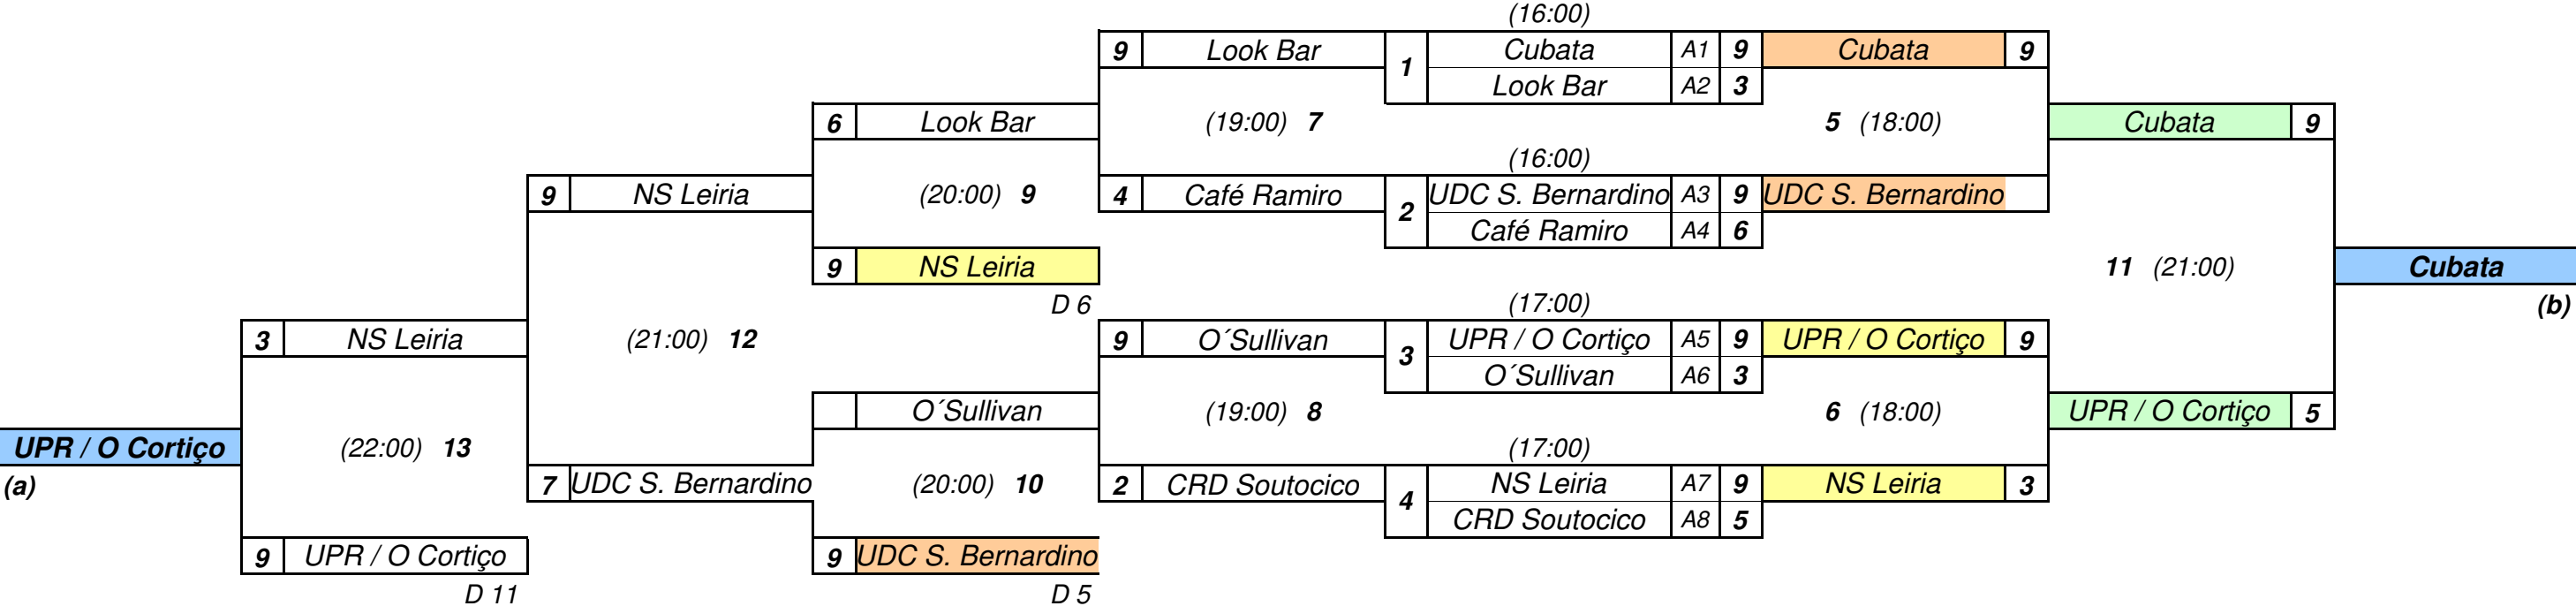 (16:00)
9 Look Bar 1 Cubata A1 9 Cubata 9
Look Bar A2 3
6 Look Bar (19:00) 7 5 (18:00) Cubata 9
(16:00)
9 NS Leiria (20:00) 9 4 Café Ramiro 2 UDC S. Bernardino A3 9 UDC S. Bernardino
Café Ramiro A4 6
9 NS Leiria 11 (21:00) Cubata
D 6 (17:00) (b)
3 NS Leiria (21:00) 12 9 O´Sullivan 3 UPR / O Cortiço A5 9 UPR / O Cortiço 9
O´Sullivan A6 3
O´Sullivan (19:00) 8 6 (18:00) UPR / O Cortiço 5
UPR / O Cortiço (22:00) 13 (17:00)
(a) 7 UDC S. Bernardino (20:00) 10 2 CRD Soutocico 4 NS Leiria A7 9 NS Leiria 3
CRD Soutocico A8 5
9 UPR / O Cortiço 9 UDC S. Bernardino
D 11 D 5